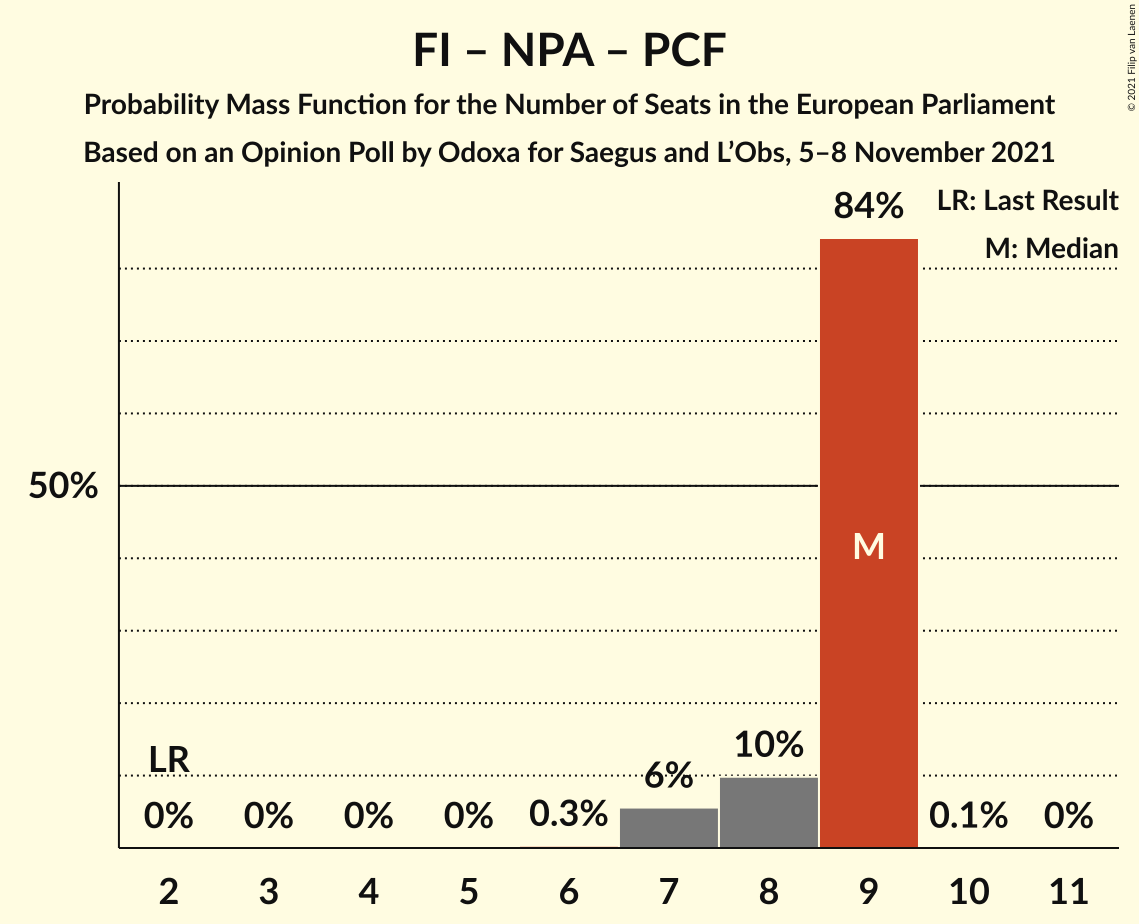 FI – NPA – PCF
Probability Mass Function for the Number of Seats in the European Parliament
Based on an Opinion Poll by Odoxa for Saegus and L’Obs, 5–8 November 2021
© 2021 Filip van Laenen
LR: Last Result
M: Median
84%
50%
M
LR
10%
6%
0% 0% 0% 0% 0.3% 0.1% 0%
2 3 4 5 6 7 8 9 10 11